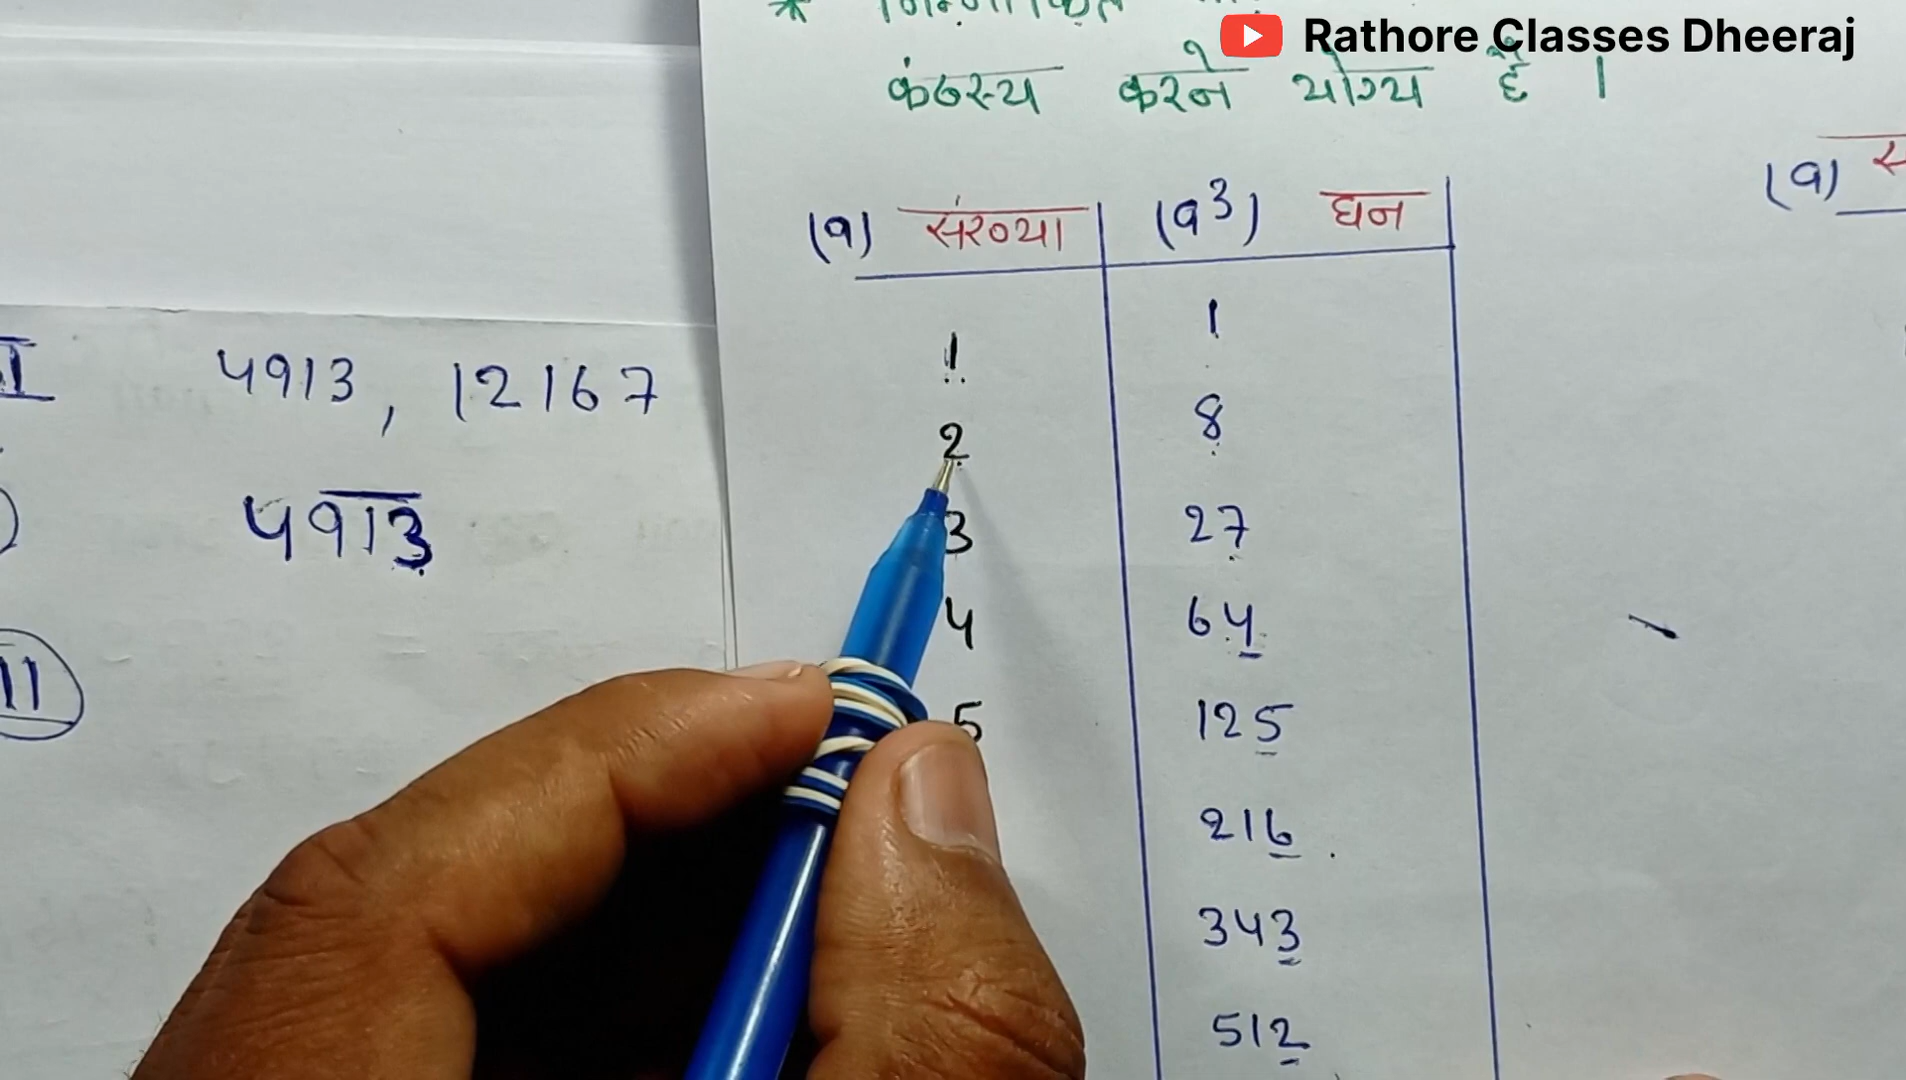 Rathore Classes Dheeraj
कंठस्थ करने योग्य है ।
(a) संख्या (a³) घन
1 1
2 8
3 27
4 64
5 125
216
343
512
4913, 12167
4913
(a)